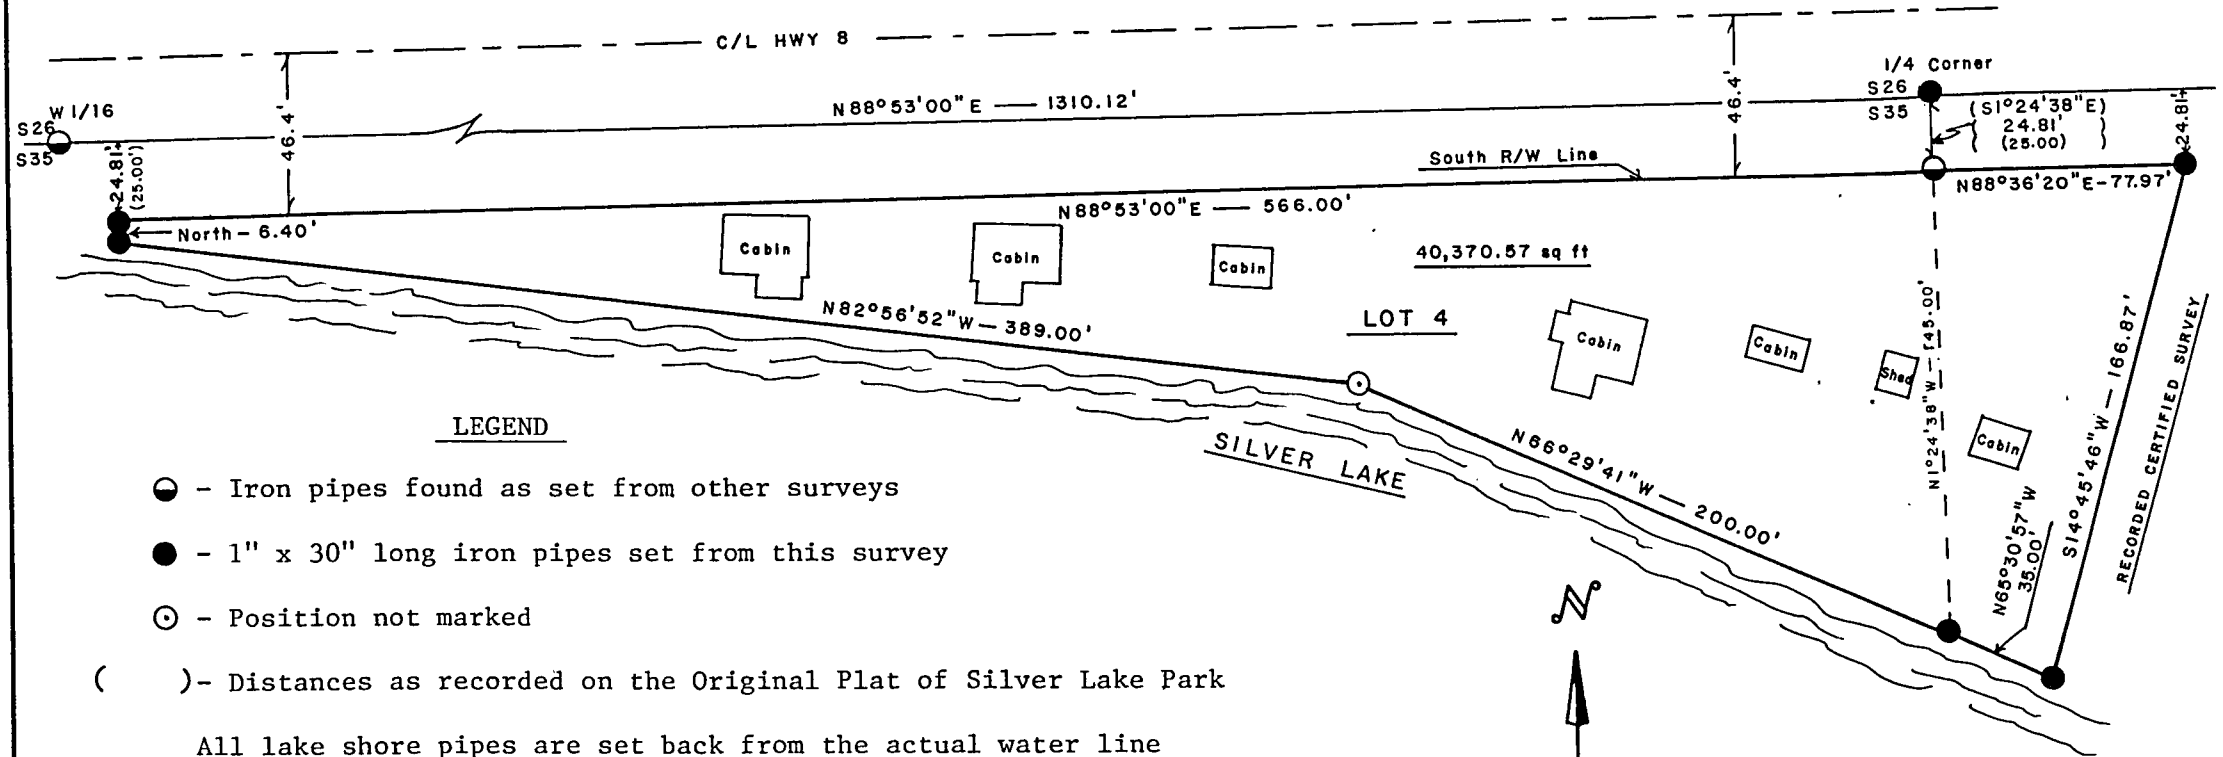 C/L HWY 8
1/4 Corner
W 1/16
S26
S35
46.4'
N88°53'00"E — 1310.12'
46.4'
S26
S35
(S1°24'38"E)
24.81'
(25.00)
24.81'
24.81'
(25.00')
South R/W Line
N88°36'20"E-77.97'
North - 6.40'
N88°53'00"E — 566.00'
Cabin
Cabin
Cabin
40,370.57 sq ft
N82°56'52"W — 389.00'
LOT 4
Cabin
Cabin
Shed
N1°24'38"W — 145.00'
S14°45'46"W — 166.87'
RECORDED CERTIFIED SURVEY
Cabin
SILVER LAKE
N66°29'41"W — 200.00'
N65°30'57"W
35.00'
N
LEGEND
- Iron pipes found as set from other surveys
- 1" x 30" long iron pipes set from this survey
- Position not marked
( )- Distances as recorded on the Original Plat of Silver Lake Park
All lake shore pipes are set back from the actual water line